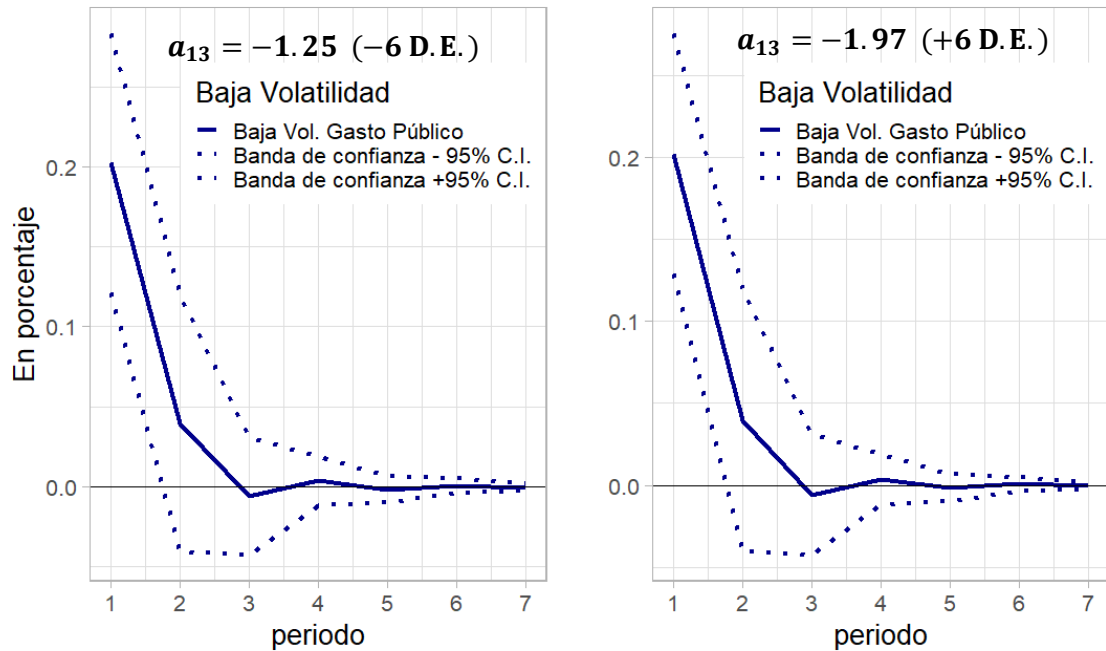 a₁₃ = −1.25 (−6 D.E.)
Baja Volatilidad
Baja Vol. Gasto Público
Banda de confianza - 95% C.I.
Banda de confianza +95% C.I.
En porcentaje
0.2
0.1
0.0
1 2 3 4 5 6 7
periodo
a₁₃ = −1.97 (+6 D.E.)
Baja Volatilidad
Baja Vol. Gasto Público
Banda de confianza - 95% C.I.
Banda de confianza +95% C.I.
0.2
0.1
0.0
1 2 3 4 5 6 7
periodo